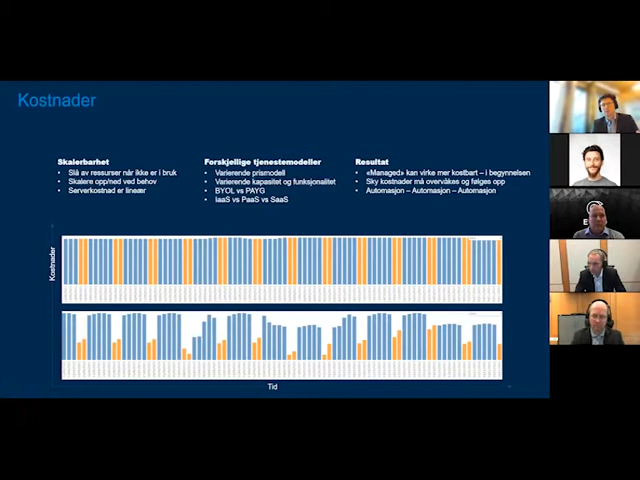 Kostnader
Skalerbarhet
• Slå av ressurser når ikke er i bruk
• Skalere opp/ned ved behov
• Serverkostnad er lineær
Forskjellige tjenestemodeller
• Varierende prismodell
• Varierende kapasitet og funksjonalitet
• BYOL vs PAYG
• IaaS vs PaaS vs SaaS
Resultat
• «Managed» kan virke mer kostbart – i begynnelsen
• Sky kostnader må overvåkes og følges opp
• Automasjon – Automasjon – Automasjon
Kostnader
Tid